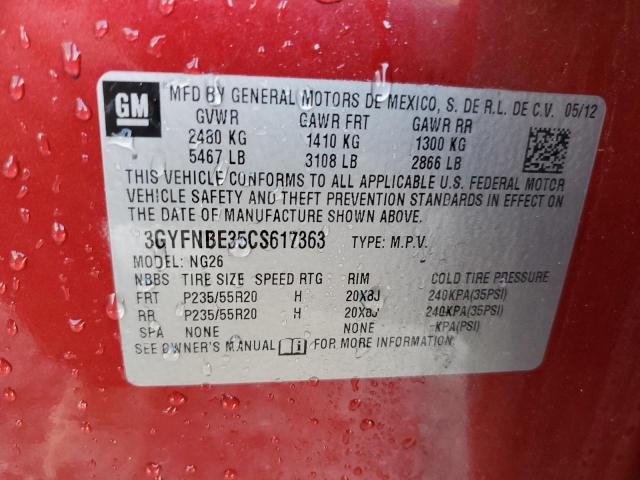 GM
MFD BY GENERAL MOTORS DE MEXICO, S. DE R.L. DE C.V. 05/12
GVWR GAWR FRT GAWR RR
2480 KG 1410 KG 1300 KG
5467 LB 3108 LB 2866 LB
THIS VEHICLE CONFORMS TO ALL APPLICABLE U.S. FEDERAL MOTOR
VEHICLE SAFETY AND THEFT PREVENTION STANDARDS IN EFFECT ON THE
DATE OF MANUFACTURE SHOWN ABOVE.
3GYFNBE35CS617363 TYPE: M.P.V.
MODEL: NG26
NBBS TIRE SIZE SPEED RTG RIM COLD TIRE PRESSURE
FRT P235/55R20 H 20X8J 240KPA(35PSI)
RR P235/55R20 H 20X8J 240KPA(35PSI)
SPA NONE NONE KPA(PSI)
SEE OWNER'S MANUAL FOR MORE INFORMATION